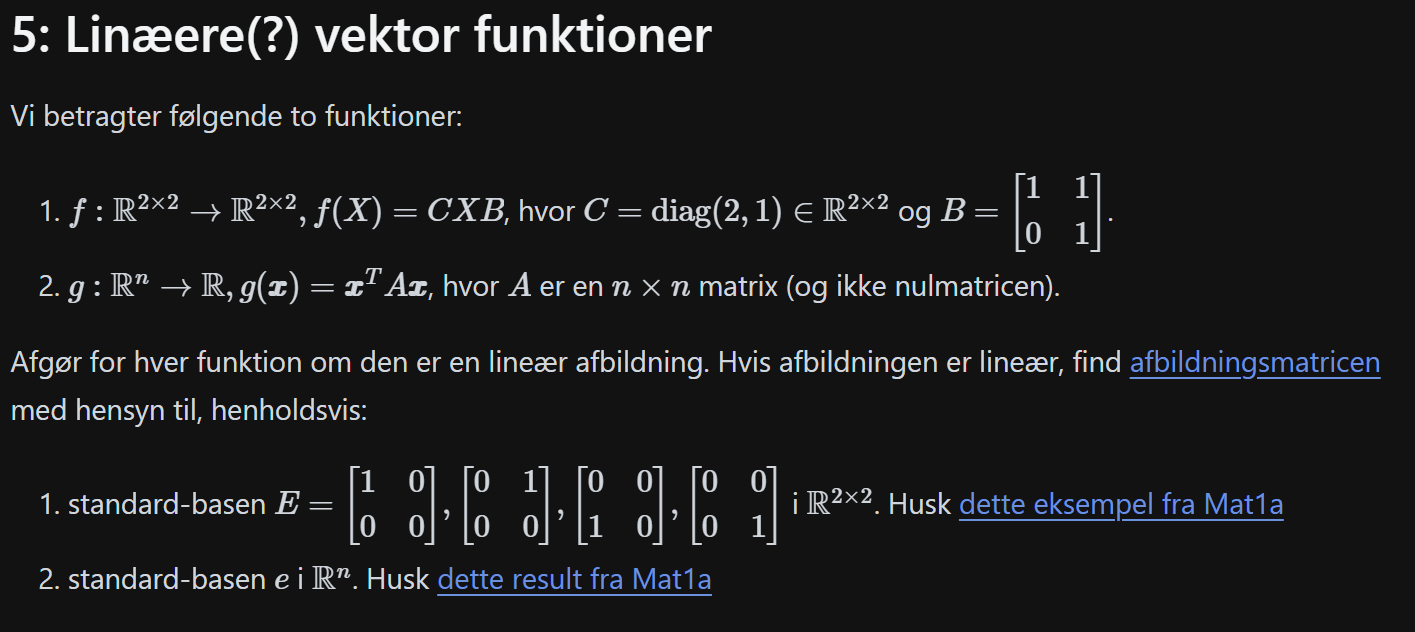 5: Linæere(?) vektor funktioner
Vi betragter følgende to funktioner:
1. $f : \mathbb{R}^{2\times 2} \to \mathbb{R}^{2\times 2}, f(X) = CXB$, hvor $C = \mathrm{diag}(2, 1) \in \mathbb{R}^{2\times 2}$ og $B = \begin{bmatrix} 1 & 1 \\ 0 & 1 \end{bmatrix}$.
2. $g : \mathbb{R}^n \to \mathbb{R}, g(\boldsymbol{x}) = \boldsymbol{x}^T A\boldsymbol{x}$, hvor $A$ er en $n \times n$ matrix (og ikke nulmatricen).
Afgør for hver funktion om den er en lineær afbildning. Hvis afbildningen er lineær, find afbildningsmatricen
med hensyn til, henholdsvis:
1. standard-basen $E = \begin{bmatrix} 1 & 0 \\ 0 & 0 \end{bmatrix}, \begin{bmatrix} 0 & 1 \\ 0 & 0 \end{bmatrix}, \begin{bmatrix} 0 & 0 \\ 1 & 0 \end{bmatrix}, \begin{bmatrix} 0 & 0 \\ 0 & 1 \end{bmatrix}$ i $\mathbb{R}^{2\times 2}$. Husk dette eksempel fra Mat1a
2. standard-basen $e$ i $\mathbb{R}^n$. Husk dette result fra Mat1a